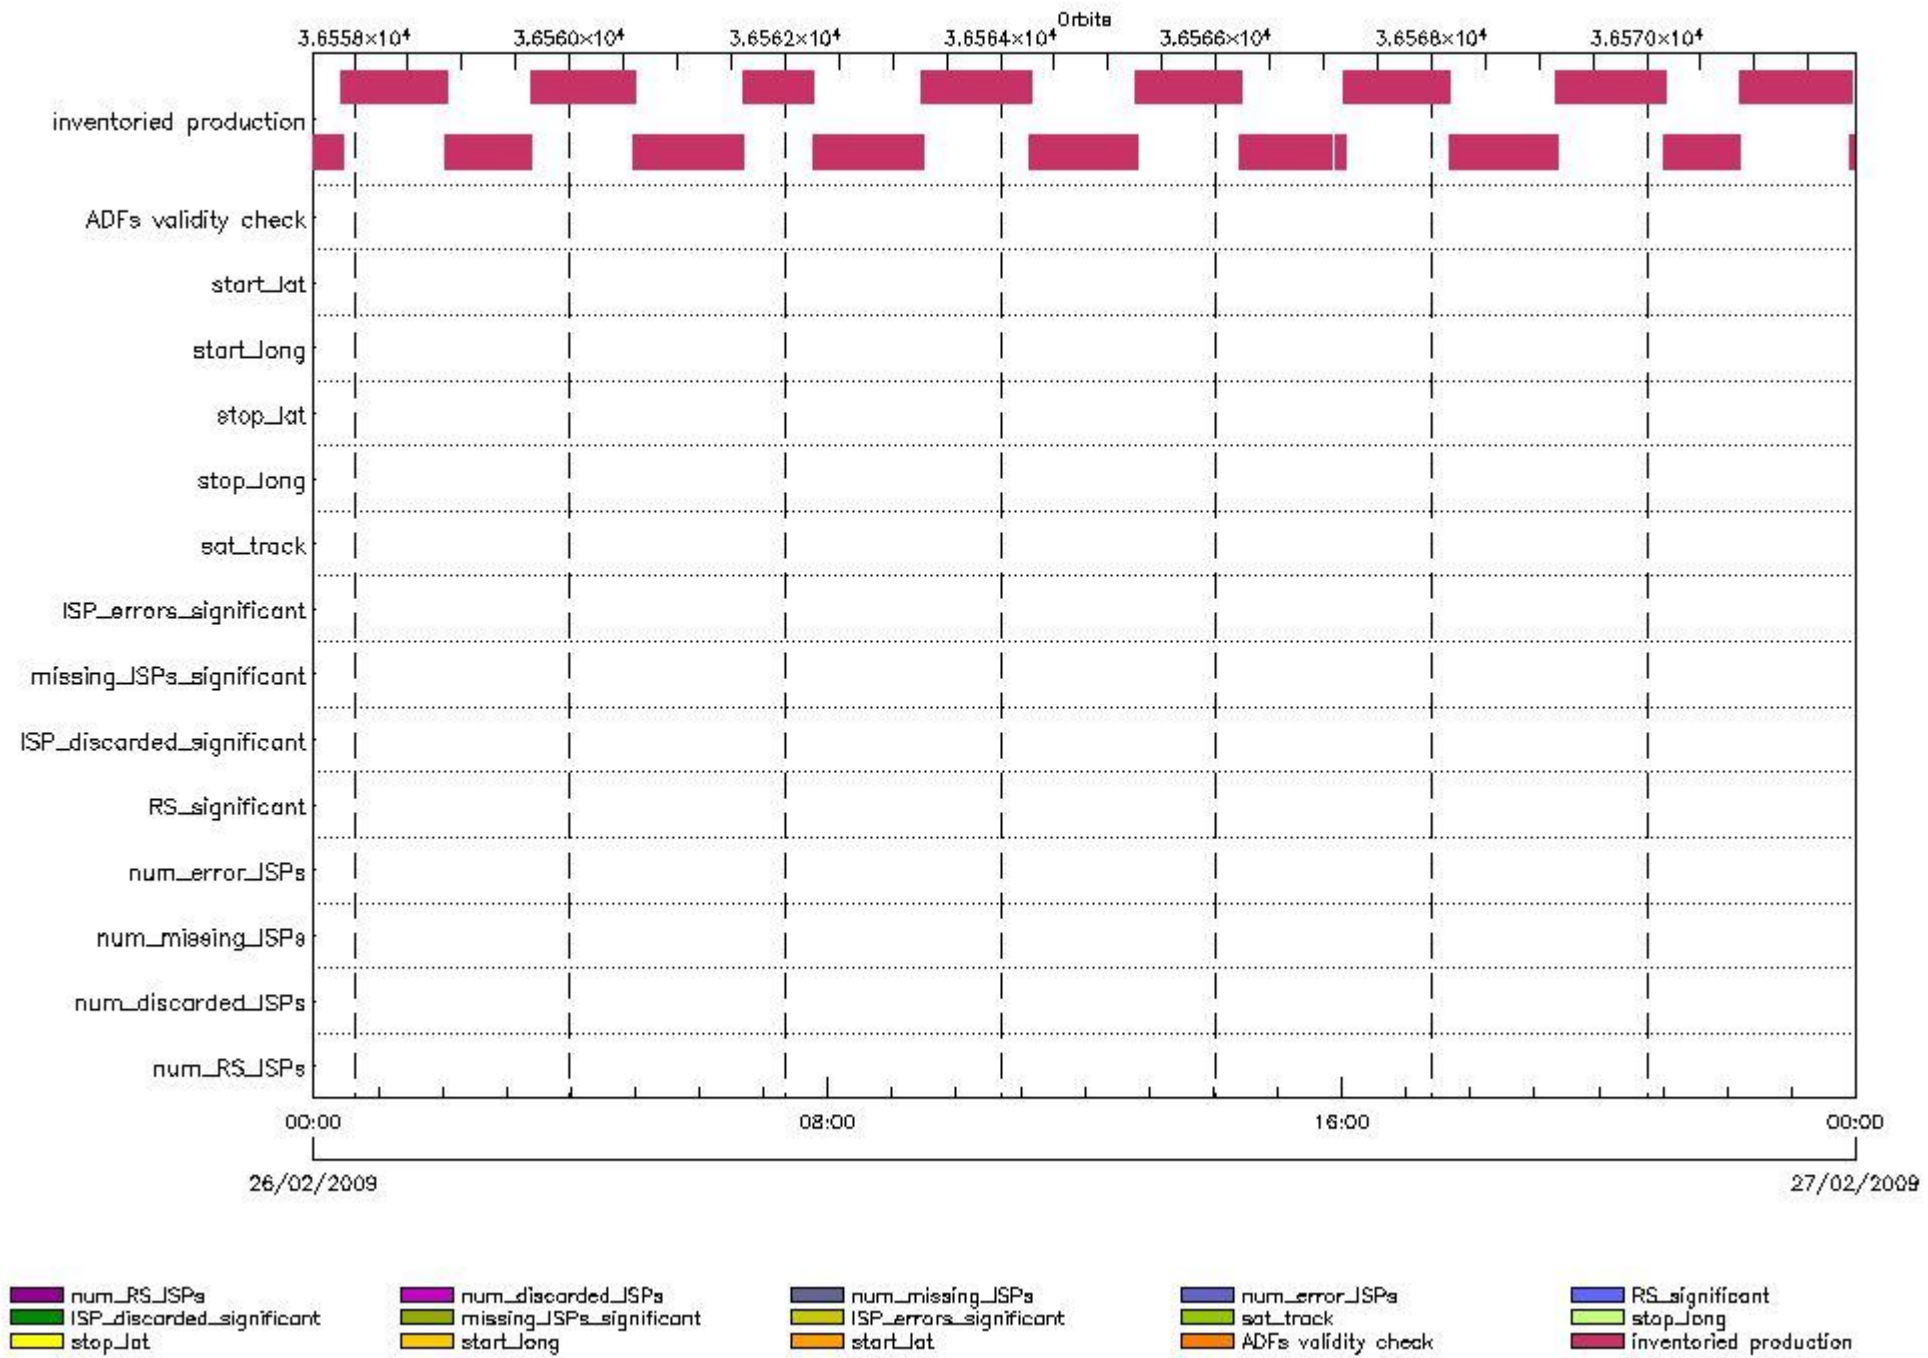 Orbits
3.6558×10⁴ 3.6560×10⁴ 3.6562×10⁴ 3.6564×10⁴ 3.6566×10⁴ 3.6568×10⁴ 3.6570×10⁴
inventoried production
ADFs validity check
start_lat
start_long
stop_lat
stop_long
sat_track
ISP_errors_significant
missing_ISPs_significant
ISP_discarded_significant
RS_significant
num_error_ISPs
num_missing_ISPs
num_discarded_ISPs
num_RS_ISPs
00:00 08:00 16:00 00:00
26/02/2009 27/02/2009
num_RS_ISPs num_discarded_ISPs num_missing_ISPs num_error_ISPs RS_significant
ISP_discarded_significant missing_ISPs_significant ISP_errors_significant sat_track stop_long
stop_lat start_long start_lat ADFs validity check inventoried production